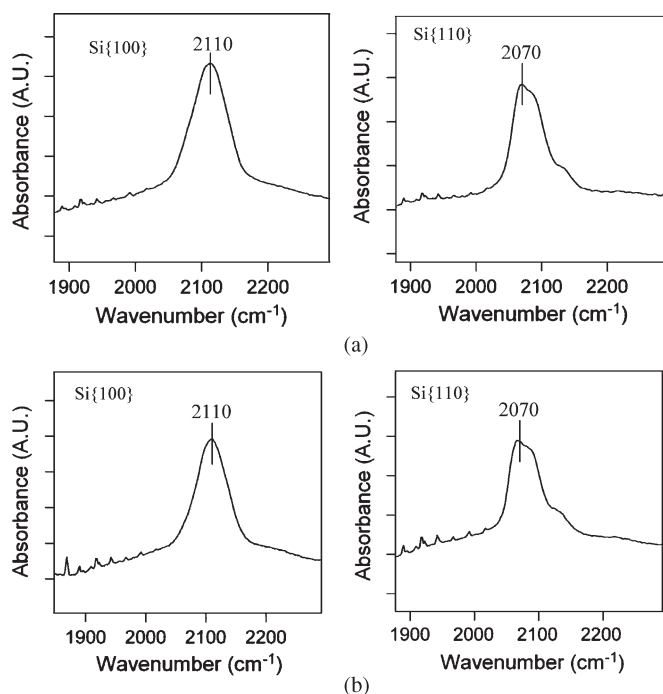 Si{100}
2110
Absorbance (A.U.)
1900 2000 2100 2200
Wavenumber (cm⁻¹)
Si{110}
2070
Absorbance (A.U.)
1900 2000 2100 2200
Wavenumber (cm⁻¹)
(a)
Si{100}
2110
Absorbance (A.U.)
1900 2000 2100 2200
Wavenumber (cm⁻¹)
Si{110}
2070
Absorbance (A.U.)
1900 2000 2100 2200
Wavenumber (cm⁻¹)
(b)